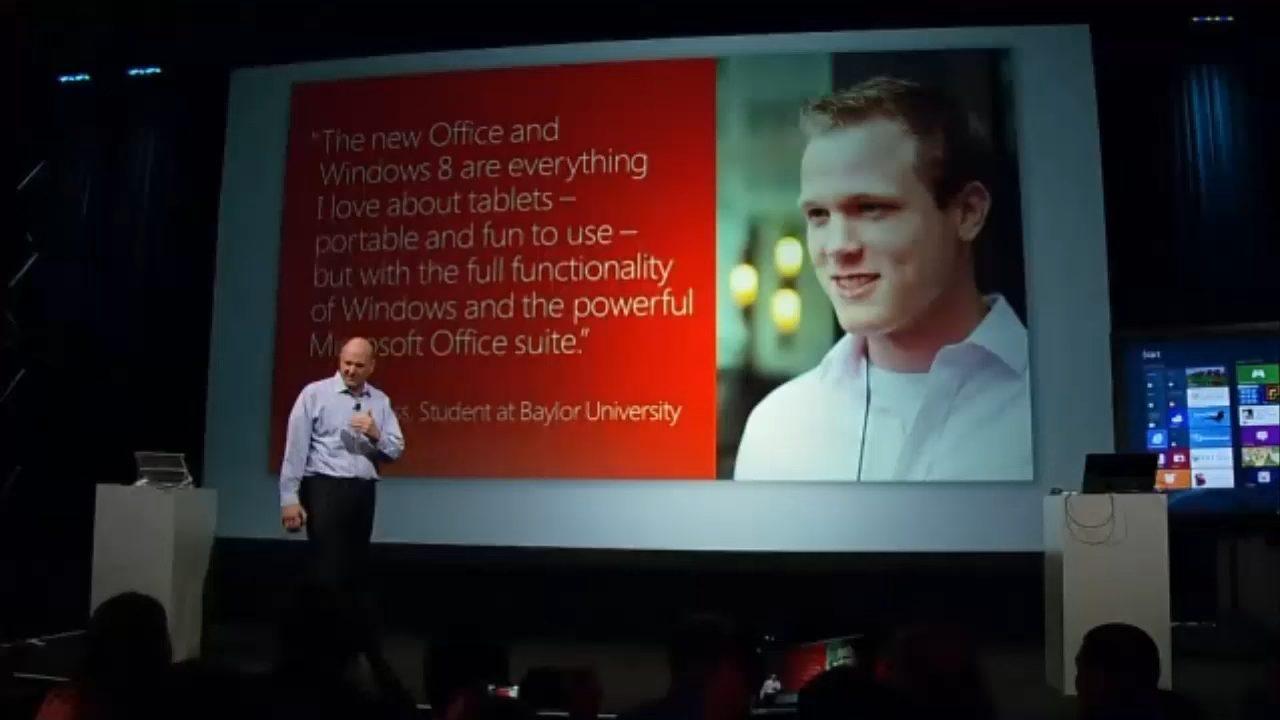 "The new Office and
Windows 8 are everything
I love about tablets –
portable and fun to use –
but with the full functionality
of Windows and the powerful
Microsoft Office suite."
Student at Baylor University
Start